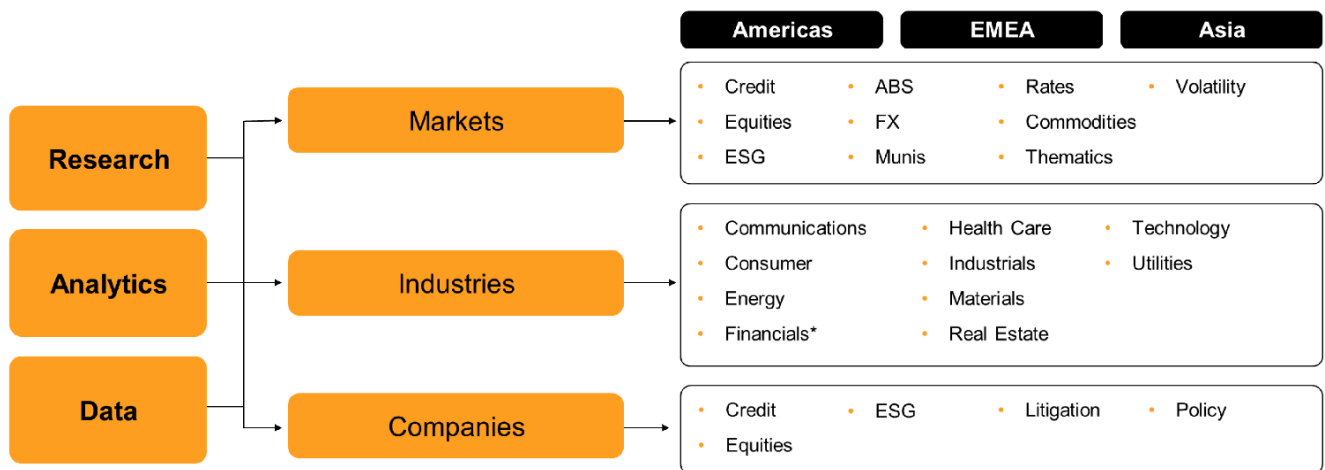 Americas EMEA Asia
Research
Analytics
Data
Markets
Industries
Companies
Credit ABS Rates Volatility
Equities FX Commodities
ESG Munis Thematics
Communications Health Care Technology
Consumer Industrials Utilities
Energy Materials
Financials* Real Estate
Credit ESG Litigation Policy
Equities